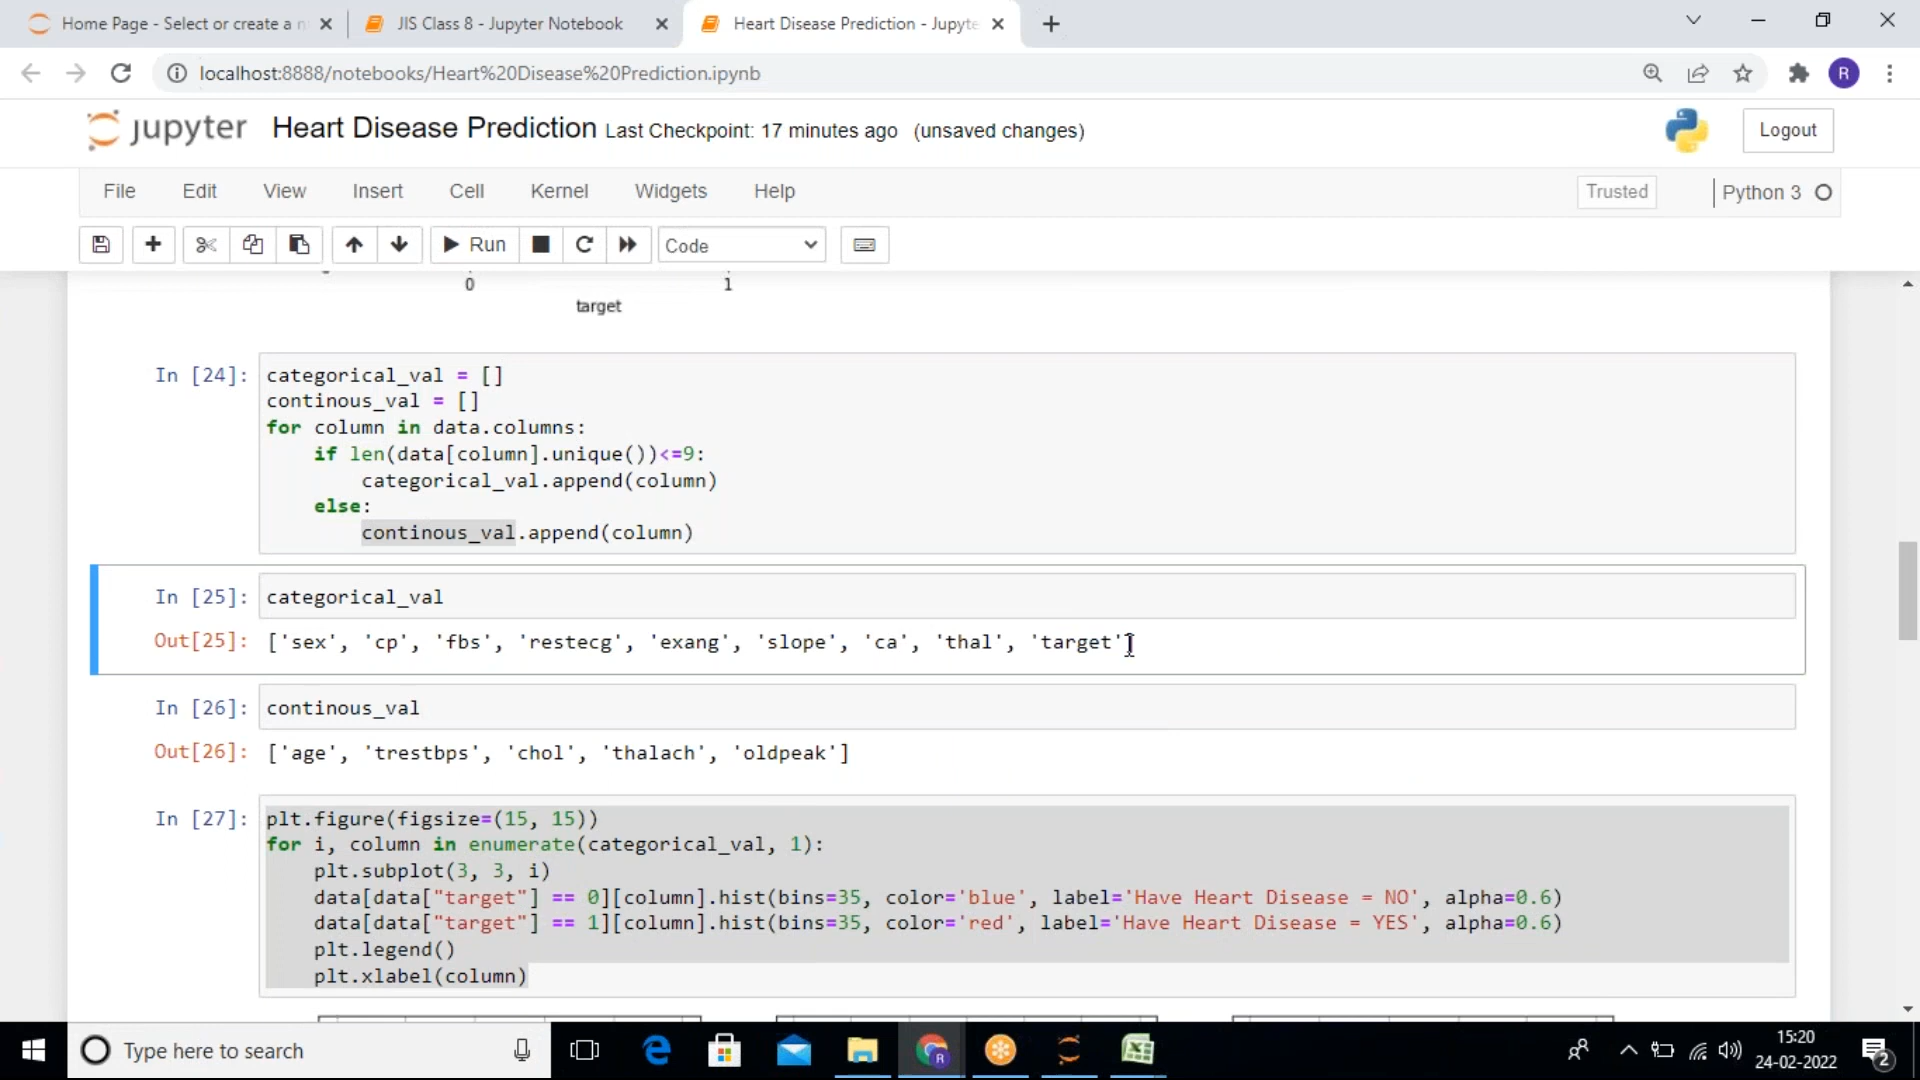 Home Page - Select or create a n
JIS Class 8 - Jupyter Notebook
Heart Disease Prediction - Jupyte
localhost:8888/notebooks/Heart%20Disease%20Prediction.ipynb
R
jupyter Heart Disease Prediction Last Checkpoint: 17 minutes ago (unsaved changes)
Logout
File Edit View Insert Cell Kernel Widgets Help
Trusted
Python 3
Run
Code
0 1
target
In [24]: categorical_val = []
continous_val = []
for column in data.columns:
if len(data[column].unique())<=9:
categorical_val.append(column)
else:
continous_val.append(column)
In [25]: categorical_val
Out[25]: ['sex', 'cp', 'fbs', 'restecg', 'exang', 'slope', 'ca', 'thal', 'target']
In [26]: continous_val
Out[26]: ['age', 'trestbps', 'chol', 'thalach', 'oldpeak']
In [27]: plt.figure(figsize=(15, 15))
for i, column in enumerate(categorical_val, 1):
plt.subplot(3, 3, i)
data[data["target"] == 0][column].hist(bins=35, color='blue', label='Have Heart Disease = NO', alpha=0.6)
data[data["target"] == 1][column].hist(bins=35, color='red', label='Have Heart Disease = YES', alpha=0.6)
plt.legend()
plt.xlabel(column)
Type here to search
R
15:20
24-02-2022
2